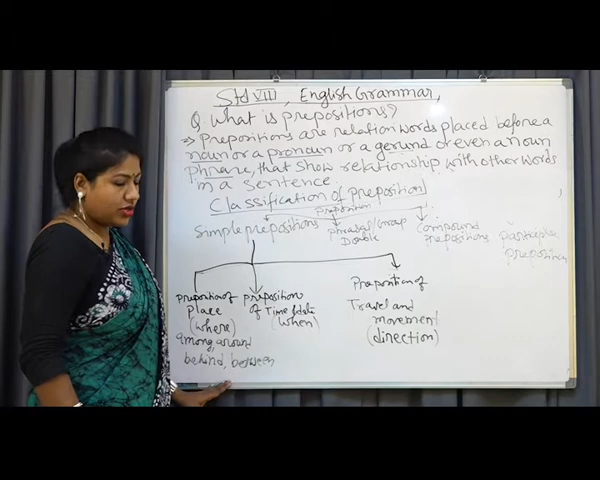 Std VIII, English Grammar,
Q. What is prepositions?
⇒ Prepositions are relation words placed before a
noun or a pronoun or a gerund or even a noun
phrase, that show relationship with other words
in a sentence.
Classification of preposition
Preposition
Simple prepositions Phrases/Group Compound Participle
Double Prepositions preposition
Preposition of Preposition Preposition of
Place of Time & date Travel and
(where) (when) movement
among, around (direction)
behind, between